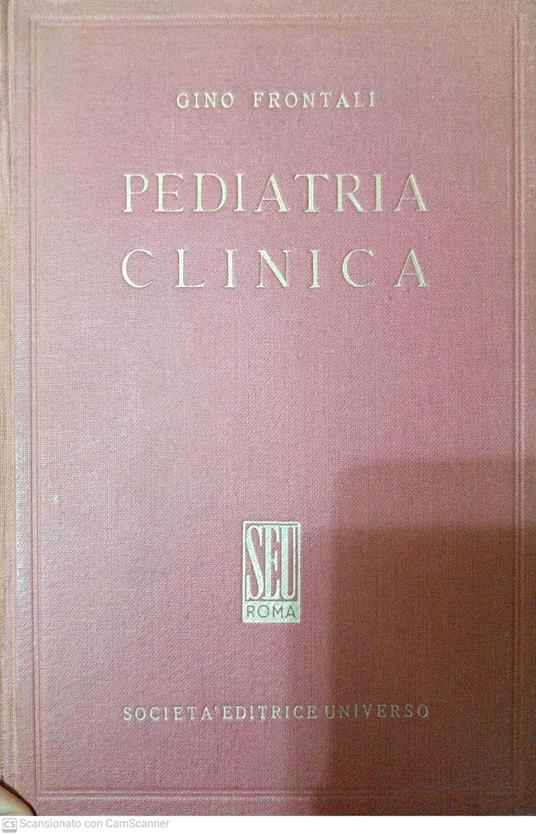 GINO FRONTALI
PEDIATRIA
CLINICA
SEU
ROMA
SOCIETA' EDITRICE UNIVERSO
CS Scansionato con CamScanner